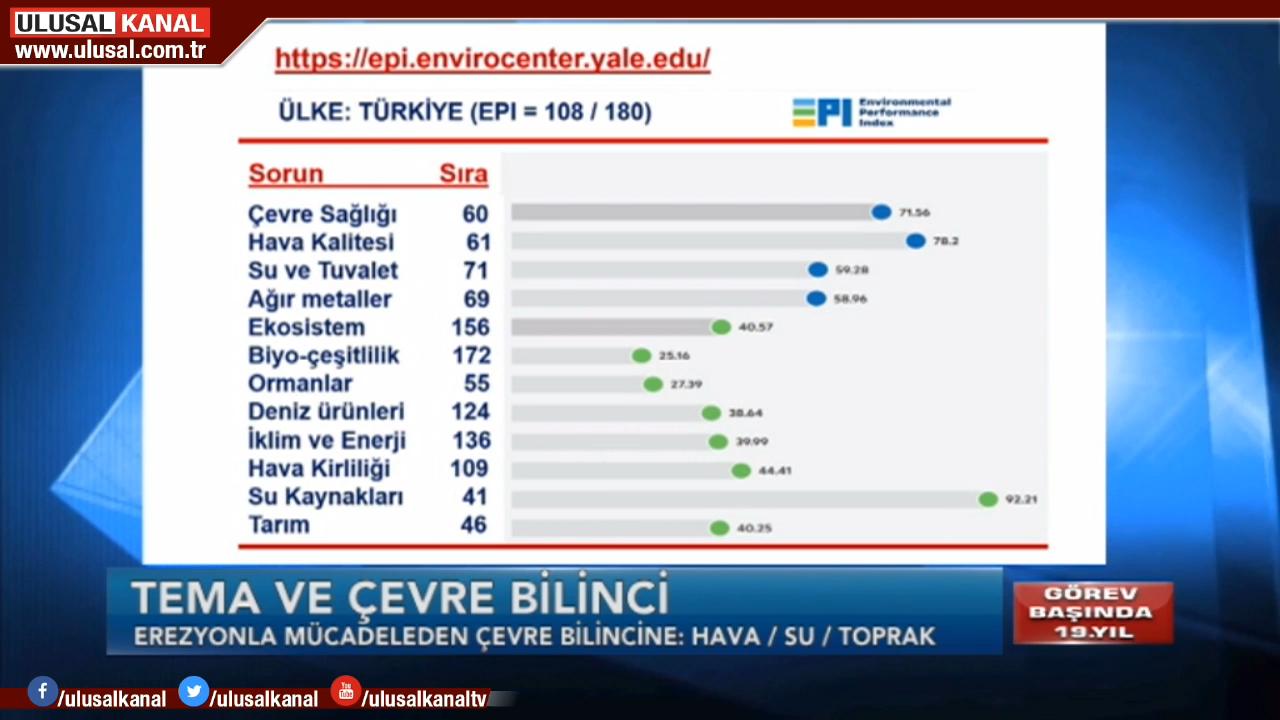 ULUSAL KANAL
www.ulusal.com.tr
https://epi.envirocenter.yale.edu/
ÜLKE: TÜRKİYE (EPI = 108 / 180)
EPI
Environmental
Performance
Index
Sorun Sıra
Çevre Sağlığı 60 71.56
Hava Kalitesi 61 78.2
Su ve Tuvalet 71 59.28
Ağır metaller 69 58.96
Ekosistem 156 40.57
Biyo-çeşitlilik 172 25.16
Ormanlar 55 27.39
Deniz ürünleri 124 38.64
İklim ve Enerji 136 39.99
Hava Kirliliği 109 44.41
Su Kaynakları 41 92.21
Tarım 46 40.25
TEMA VE ÇEVRE BİLİNCİ
EREZYONLA MÜCADELEDEN ÇEVRE BİLİNCİNE: HAVA / SU / TOPRAK
GÖREV
BAŞINDA
19.YIL
/ulusalkanal /ulusalkanal You Tube /ulusalkanaltv